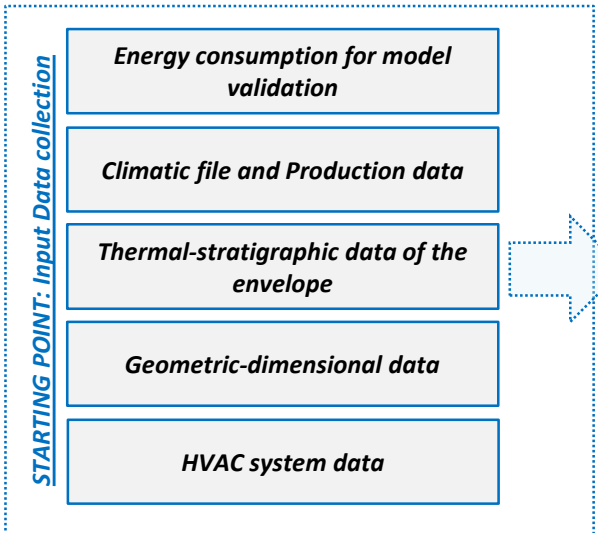 STARTING POINT: Input Data collection
Energy consumption for model
validation
Climatic file and Production data
Thermal-stratigraphic data of the
envelope
Geometric-dimensional data
HVAC system data